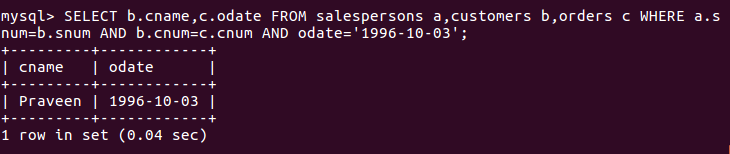 mysql> SELECT b.cname,c.odate FROM salespersons a,customers b,orders c WHERE a.s
num=b.snum AND b.cnum=c.cnum AND odate='1996-10-03';
+---------+------------+
| cname   | odate      |
+---------+------------+
| Praveen | 1996-10-03 |
+---------+------------+
1 row in set (0.04 sec)